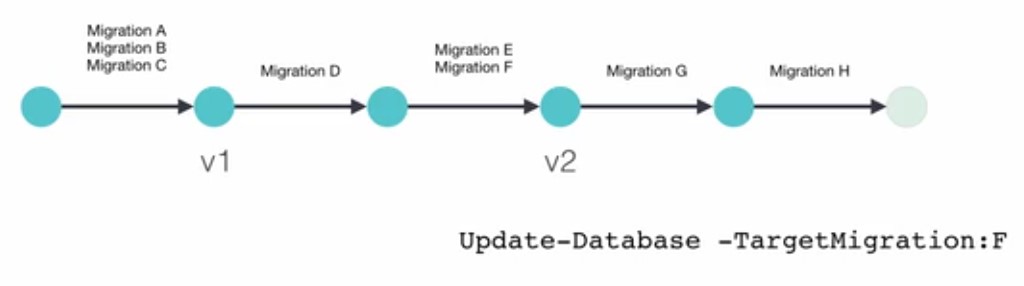 Migration A
Migration B
Migration C
Migration D
Migration E
Migration F
Migration G
Migration H
v1
v2
Update-Database -TargetMigration:F